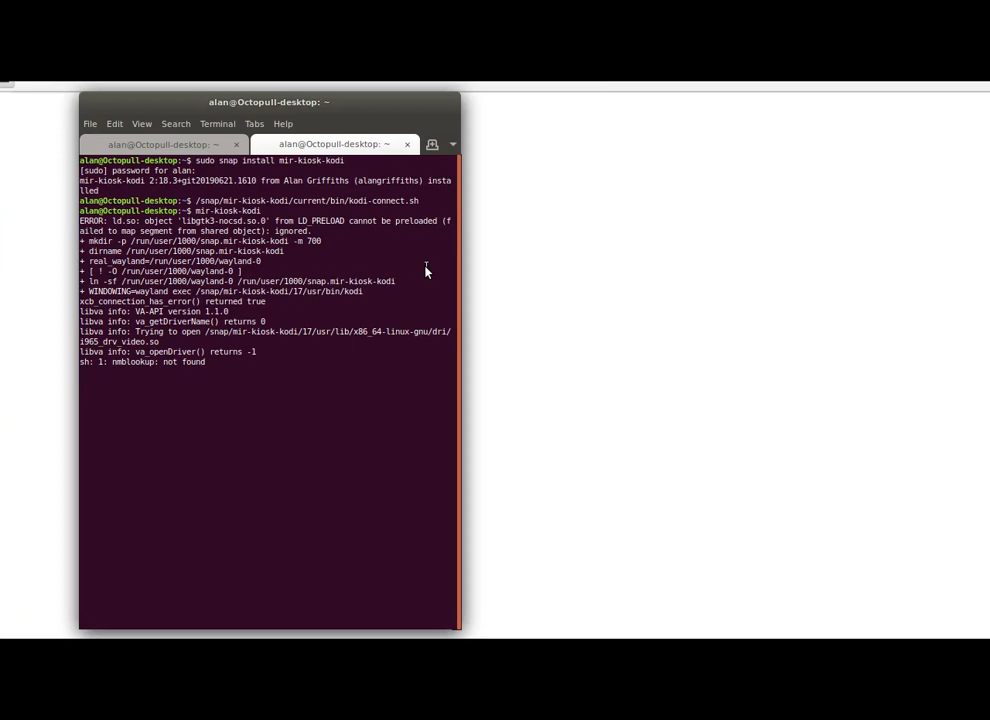 alan@Octopull-desktop: ~
File Edit View Search Terminal Tabs Help
alan@Octopull-desktop: ~ × alan@Octopull-desktop: ~ ×
alan@Octopull-desktop:~$ sudo snap install mir-kiosk-kodi
[sudo] password for alan:
mir-kiosk-kodi 2:18.3+git20190621.1610 from Alan Griffiths (alangriffiths) insta
lled
alan@Octopull-desktop:~$ /snap/mir-kiosk-kodi/current/bin/kodi-connect.sh
alan@Octopull-desktop:~$ mir-kiosk-kodi
ERROR: ld.so: object 'libgtk3-nocsd.so.0' from LD_PRELOAD cannot be preloaded (f
ailed to map segment from shared object): ignored.
+ mkdir -p /run/user/1000/snap.mir-kiosk-kodi -m 700
+ dirname /run/user/1000/snap.mir-kiosk-kodi
+ real_wayland=/run/user/1000/wayland-0
+ [ ! -O /run/user/1000/wayland-0 ]
+ ln -sf /run/user/1000/wayland-0 /run/user/1000/snap.mir-kiosk-kodi
+ WINDOWING=wayland exec /snap/mir-kiosk-kodi/17/usr/bin/kodi
xcb_connection_has_error() returned true
libva info: VA-API version 1.1.0
libva info: va_getDriverName() returns 0
libva info: Trying to open /snap/mir-kiosk-kodi/17/usr/lib/x86_64-linux-gnu/dri/
i965_drv_video.so
libva info: va_openDriver() returns -1
sh: 1: nmblookup: not found